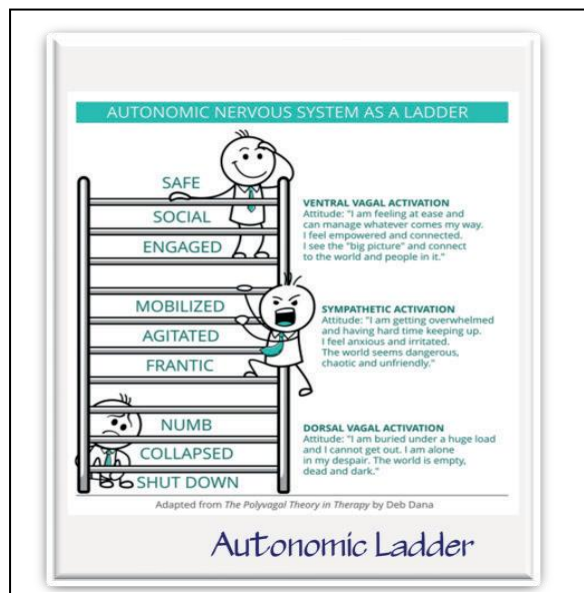 AUTONOMIC NERVOUS SYSTEM AS A LADDER
SAFE
SOCIAL
ENGAGED
VENTRAL VAGAL ACTIVATION
Attitude: "I am feeling at ease and
can manage whatever comes my way.
I feel empowered and connected.
I see the "big picture" and connect
to the world and people in it."
MOBILIZED
AGITATED
FRANTIC
SYMPATHETIC ACTIVATION
Attitude: "I am getting overwhelmed
and having hard time keeping up.
I feel anxious and irritated.
The world seems dangerous,
chaotic and unfriendly."
NUMB
COLLAPSED
SHUT DOWN
DORSAL VAGAL ACTIVATION
Attitude: "I am buried under a huge load
and I cannot get out. I am alone
in my despair. The world is empty,
dead and dark."
Adapted from The Polyvagal Theory in Therapy by Deb Dana
Autonomic Ladder